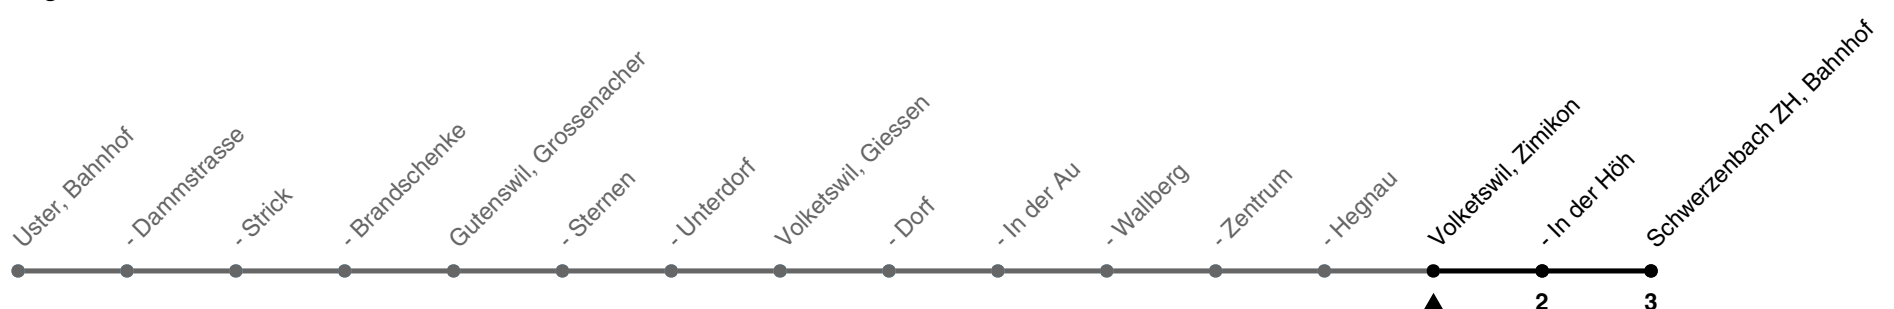 Uster, Bahnhof
- Dammstrasse
- Strick
- Brandschenke
Gutenswil, Grossenacher
- Sternen
- Unterdorf
Volketswil, Giessen
- Dorf
- In der Au
- Wallberg
- Zentrum
- Hegnau
Volketswil, Zimikon
- In der Höh
Schwerzenbach ZH, Bahnhof
2
3